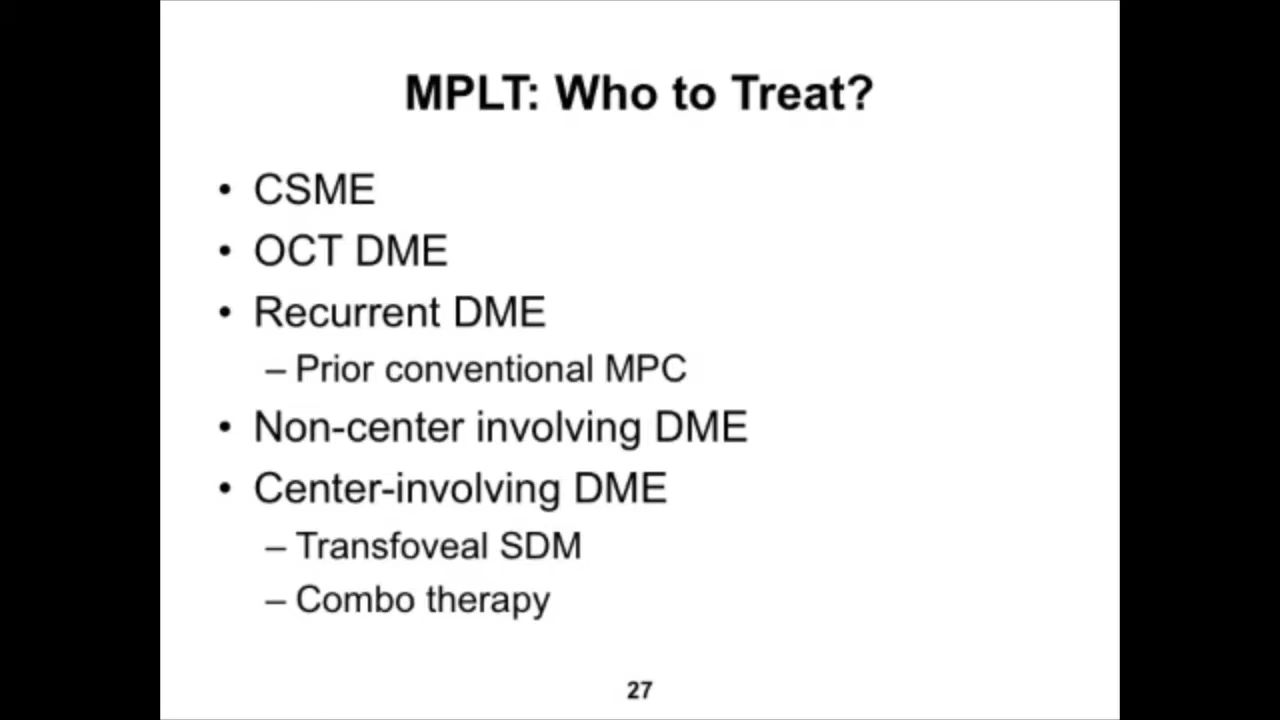 MPLT: Who to Treat?
• CSME
• OCT DME
• Recurrent DME
– Prior conventional MPC
• Non-center involving DME
• Center-involving DME
– Transfoveal SDM
– Combo therapy
27